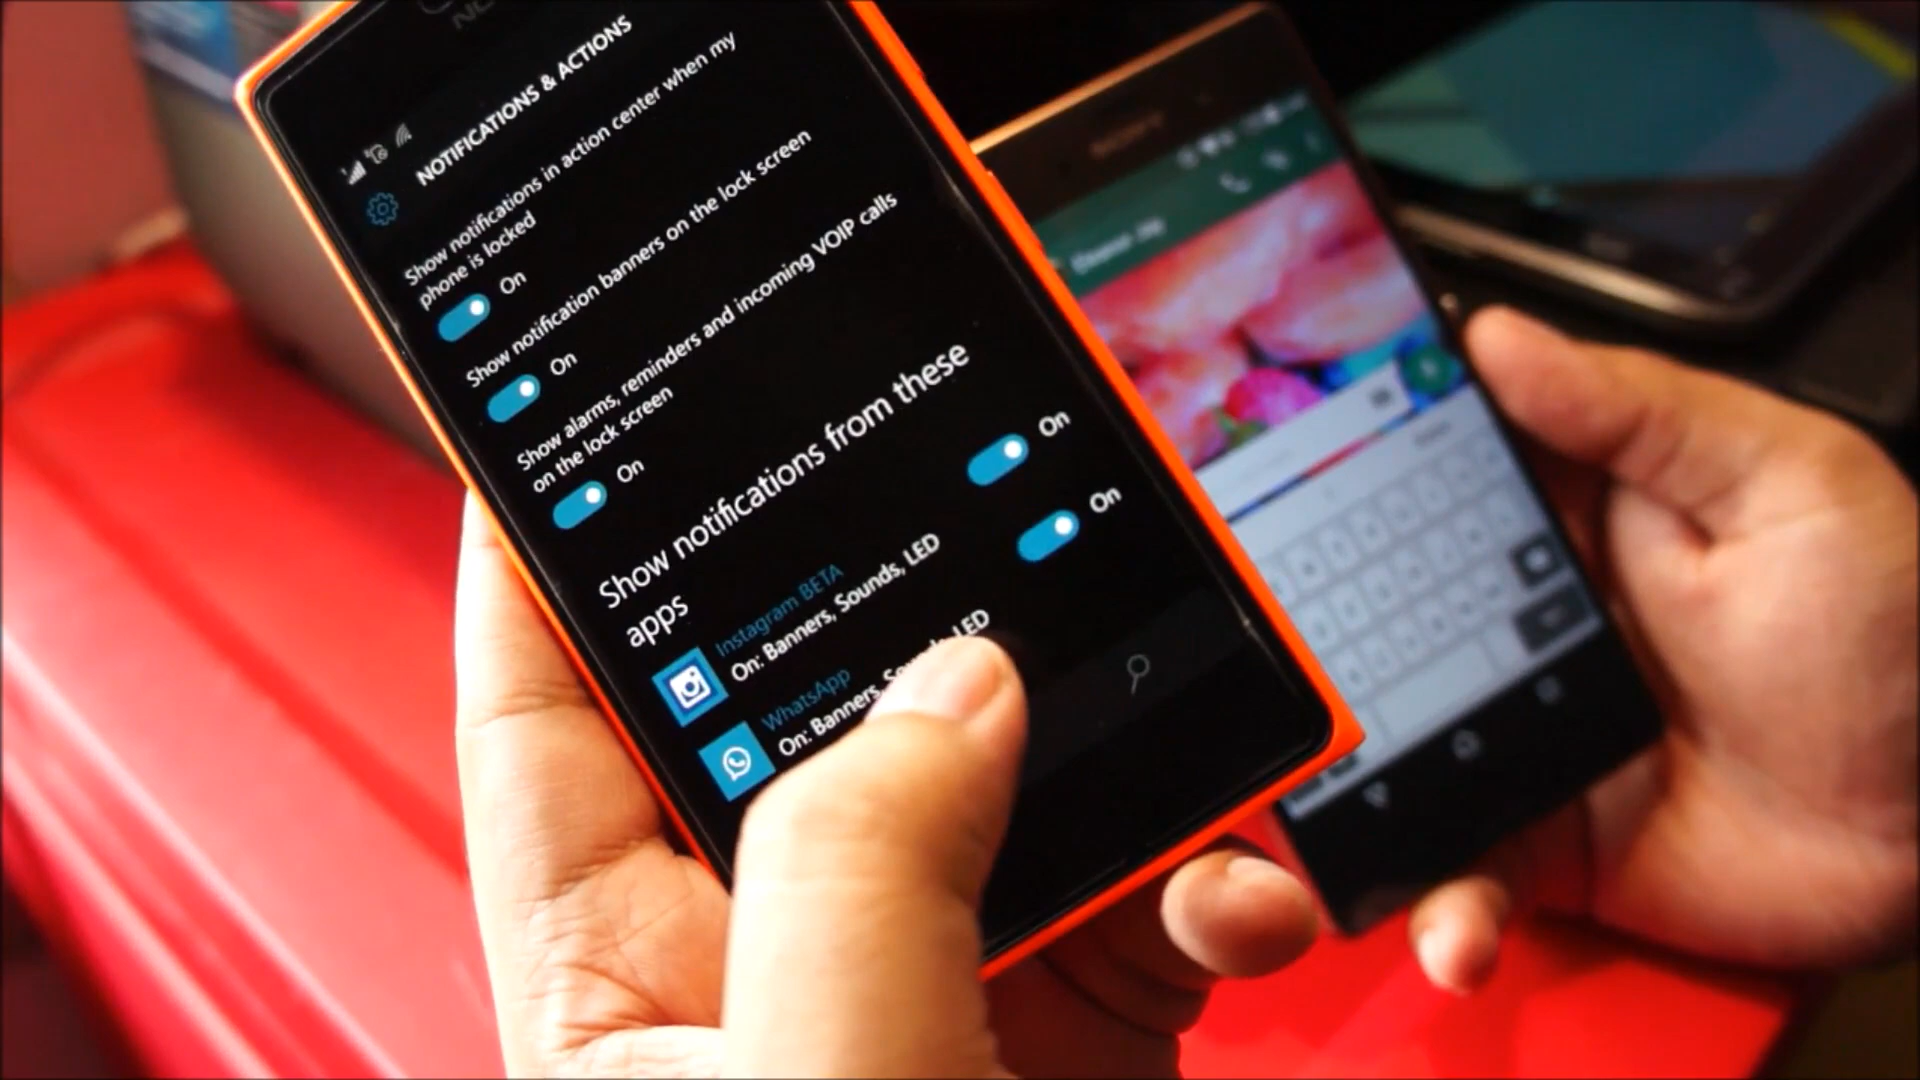 NOTIFICATIONS & ACTIONS
Show notifications in action center when my
phone is locked
On
Show notification banners on the lock screen
On
Show alarms, reminders and incoming VOIP calls
on the lock screen
On
Show notifications from these
apps
Instagram BETA
On: Banners, Sounds, LED
On
WhatsApp
On: Banners, LED
On
SONY